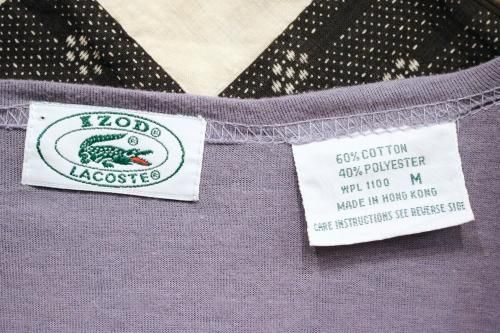 IZOD®
®
LACOSTE®
60% COTTON
40% POLYESTER
WPL 1100 M
MADE IN HONG KONG
CARE INSTRUCTIONS SEE REVERSE SIDE